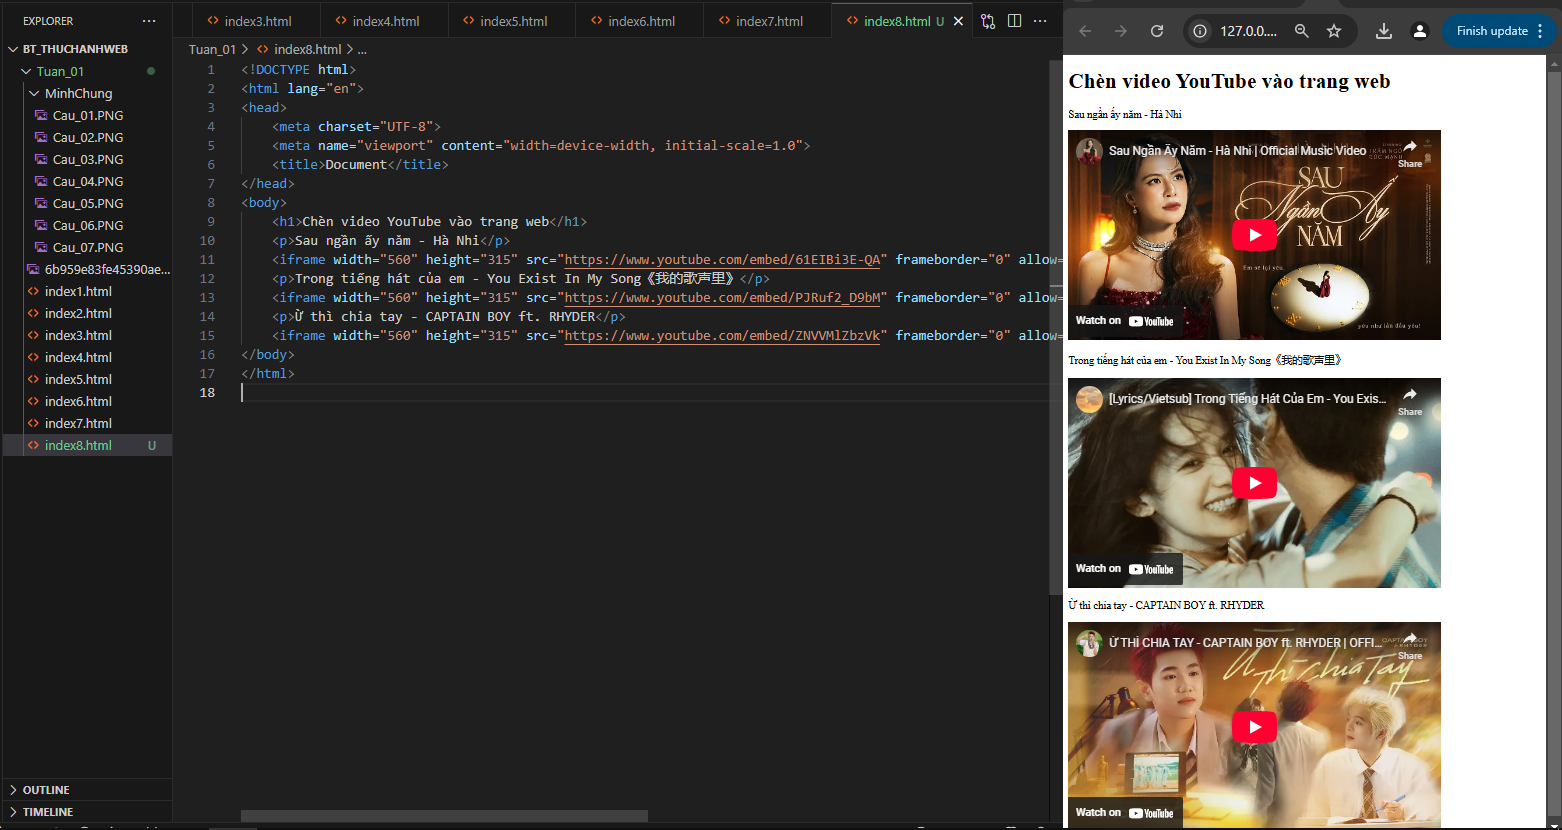 EXPLORER
BT_THUCHANHWEB
Tuan_01
MinhChung
Cau_01.PNG
Cau_02.PNG
Cau_03.PNG
Cau_04.PNG
Cau_05.PNG
Cau_06.PNG
Cau_07.PNG
6b959e83fe45390ae...
index1.html
index2.html
index3.html
index4.html
index5.html
index6.html
index7.html
index8.html U
OUTLINE
TIMELINE
index3.html index4.html index5.html index6.html index7.html index8.html U
Tuan_01 > index8.html > ...
1 <!DOCTYPE html>
2 <html lang="en">
3 <head>
4 <meta charset="UTF-8">
5 <meta name="viewport" content="width=device-width, initial-scale=1.0">
6 <title>Document</title>
7 </head>
8 <body>
9 <h1>Chèn video YouTube vào trang web</h1>
10 <p>Sau ngần ấy năm - Hà Nhi</p>
11 <iframe width="560" height="315" src="https://www.youtube.com/embed/61EIBi3E-QA" frameborder="0" allow=
12 <p>Trong tiếng hát của em - You Exist In My Song《我的歌声里》</p>
13 <iframe width="560" height="315" src="https://www.youtube.com/embed/PJRuf2_D9bM" frameborder="0" allow=
14 <p>Ừ thì chia tay - CAPTAIN BOY ft. RHYDER</p>
15 <iframe width="560" height="315" src="https://www.youtube.com/embed/ZNVVMlZbzVk" frameborder="0" allow=
16 </body>
17 </html>
18
127.0.0....
Finish update
Chèn video YouTube vào trang web
Sau ngần ấy năm - Hà Nhi
Sau Ngần Ấy Năm - Hà Nhi | Official Music Video
Share
SAU
Ngần Ấy
NĂM
Em sẽ lại yêu
yêu như lần đầu yêu!
Watch on YouTube
Trong tiếng hát của em - You Exist In My Song《我的歌声里》
[Lyrics/Vietsub] Trong Tiếng Hát Của Em - You Exis...
Share
Watch on YouTube
Ừ thì chia tay - CAPTAIN BOY ft. RHYDER
Ừ THÌ CHIA TAY - CAPTAIN BOY ft. RHYDER | OFFI...
Share
Ừ Thì Chia Tay
Watch on YouTube